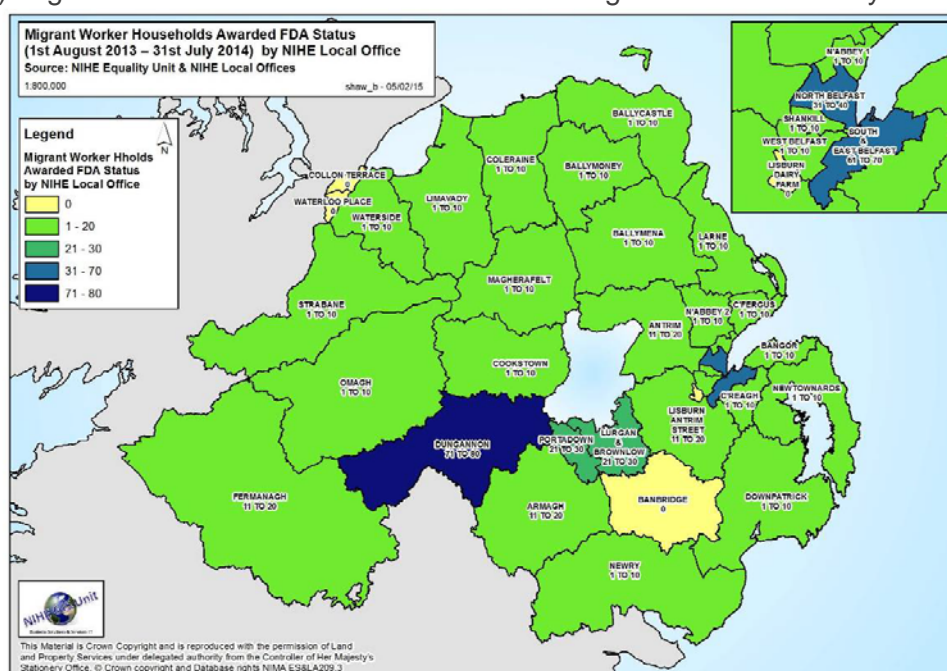 Migrant Worker Households Awarded FDA Status
(1st August 2013 – 31st July 2014) by NIHE Local Office
Source: NIHE Equality Unit & NIHE Local Offices
1:800,000
shaw_b - 05/02/15
N'ABBEY 1
1 TO 10
NORTH BELFAST
31 TO 40
SHANKILL
1 TO 10
WEST BELFAST
1 TO 10
SOUTH
&
EAST BELFAST
61 TO 70
LISBURN
DAIRY
FARM
0
Legend
N
Migrant Worker Hholds
Awarded FDA Status
by NIHE Local Office
0
1 - 20
21 - 30
31 - 70
71 - 80
BALLYCASTLE
1 TO 10
COLERAINE
1 TO 10
BALLYMONEY
1 TO 10
COLLON TERRACE
0
WATERLOO PLACE
0
LIMAVADY
1 TO 10
WATERSIDE
1 TO 10
BALLYMENA
1 TO 10
LARNE
1 TO 10
MAGHERAFELT
1 TO 10
STRABANE
1 TO 10
N'ABBEY 2
1 TO 10
C'FERGUS
1 TO 10
ANTRIM
11 TO 20
BANGOR
1 TO 10
COOKSTOWN
1 TO 10
OMAGH
1 TO 10
C'REAGH
1 TO 10
NEWTOWNARDS
1 TO 10
LISBURN
ANTRIM
STREET
11 TO 20
DUNGANNON
71 TO 80
PORTADOWN
21 TO 30
LURGAN
&
BROWNLOW
21 TO 30
FERMANAGH
11 TO 20
ARMAGH
11 TO 20
BANBRIDGE
0
DOWNPATRICK
1 TO 10
NEWRY
1 TO 10
This Material is Crown Copyright and is reproduced with the permission of Land
and Property Services under delegated authority from the Controller of Her Majesty's
Stationery Office, © Crown copyright and Database rights NIMA ES&LA209.3